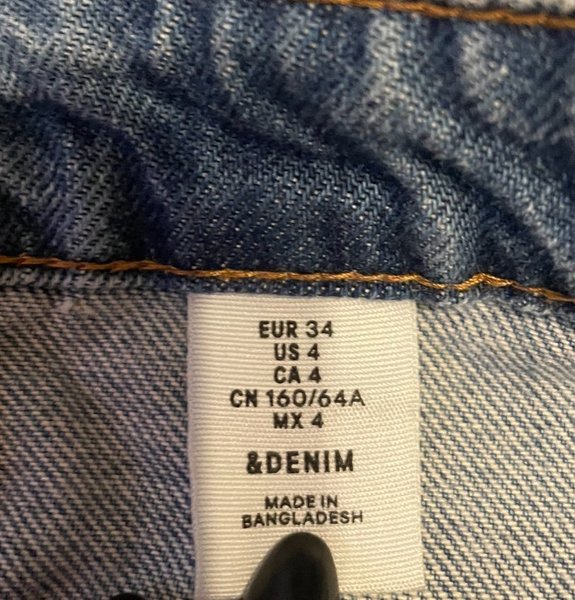 EUR 34
US 4
CA 4
CN 160/64A
MX 4
&DENIM
MADE IN
BANGLADESH